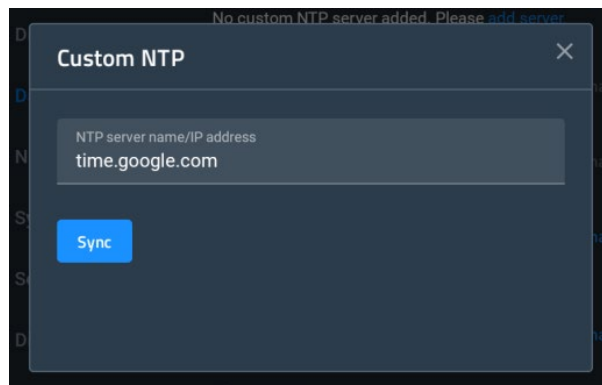 No custom NTP server added. Please add server
Custom NTP
NTP server name/IP address
time.google.com
Sync